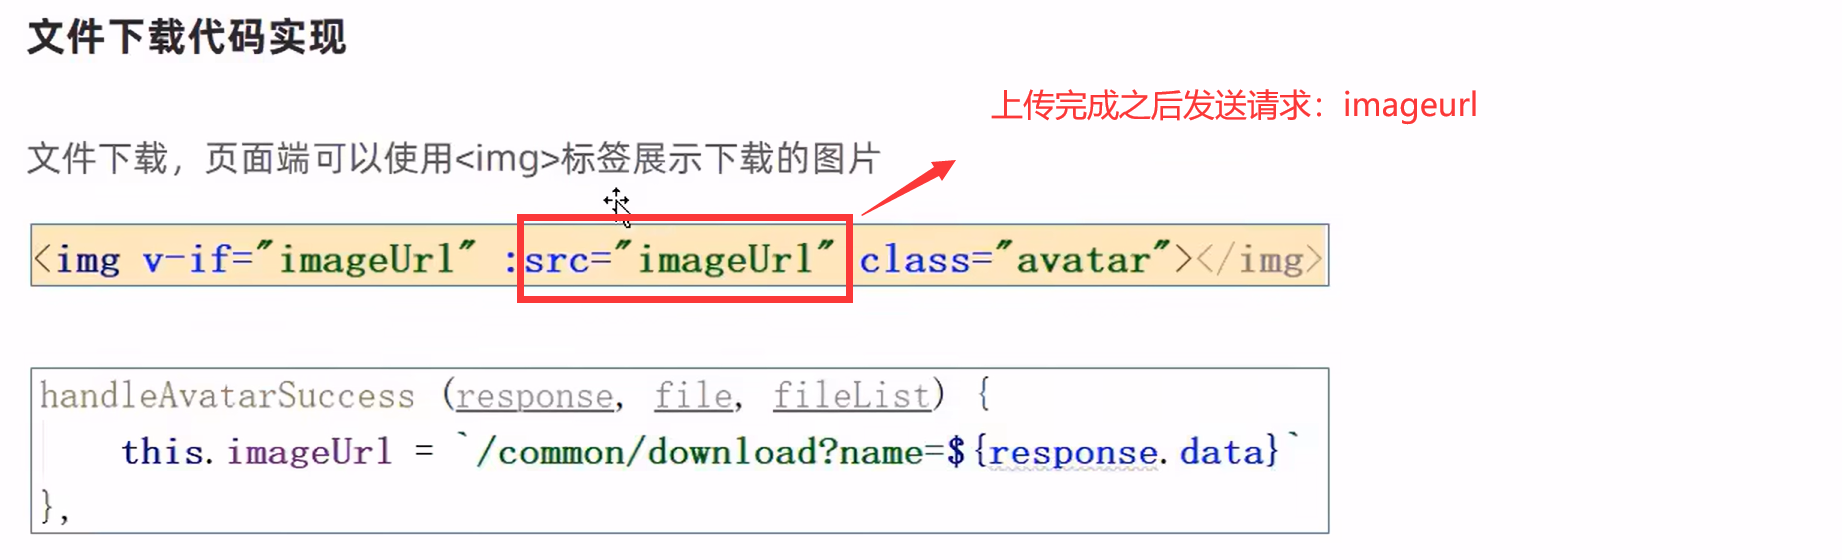 文件下载代码实现
上传完成之后发送请求：imageurl
文件下载，页面端可以使用<img>标签展示下载的图片
<img v-if="imageUrl" :src="imageUrl" class="avatar"></img>
handleAvatarSuccess (response, file, fileList) {
this.imageUrl = `/common/download?name=${response.data}`
},